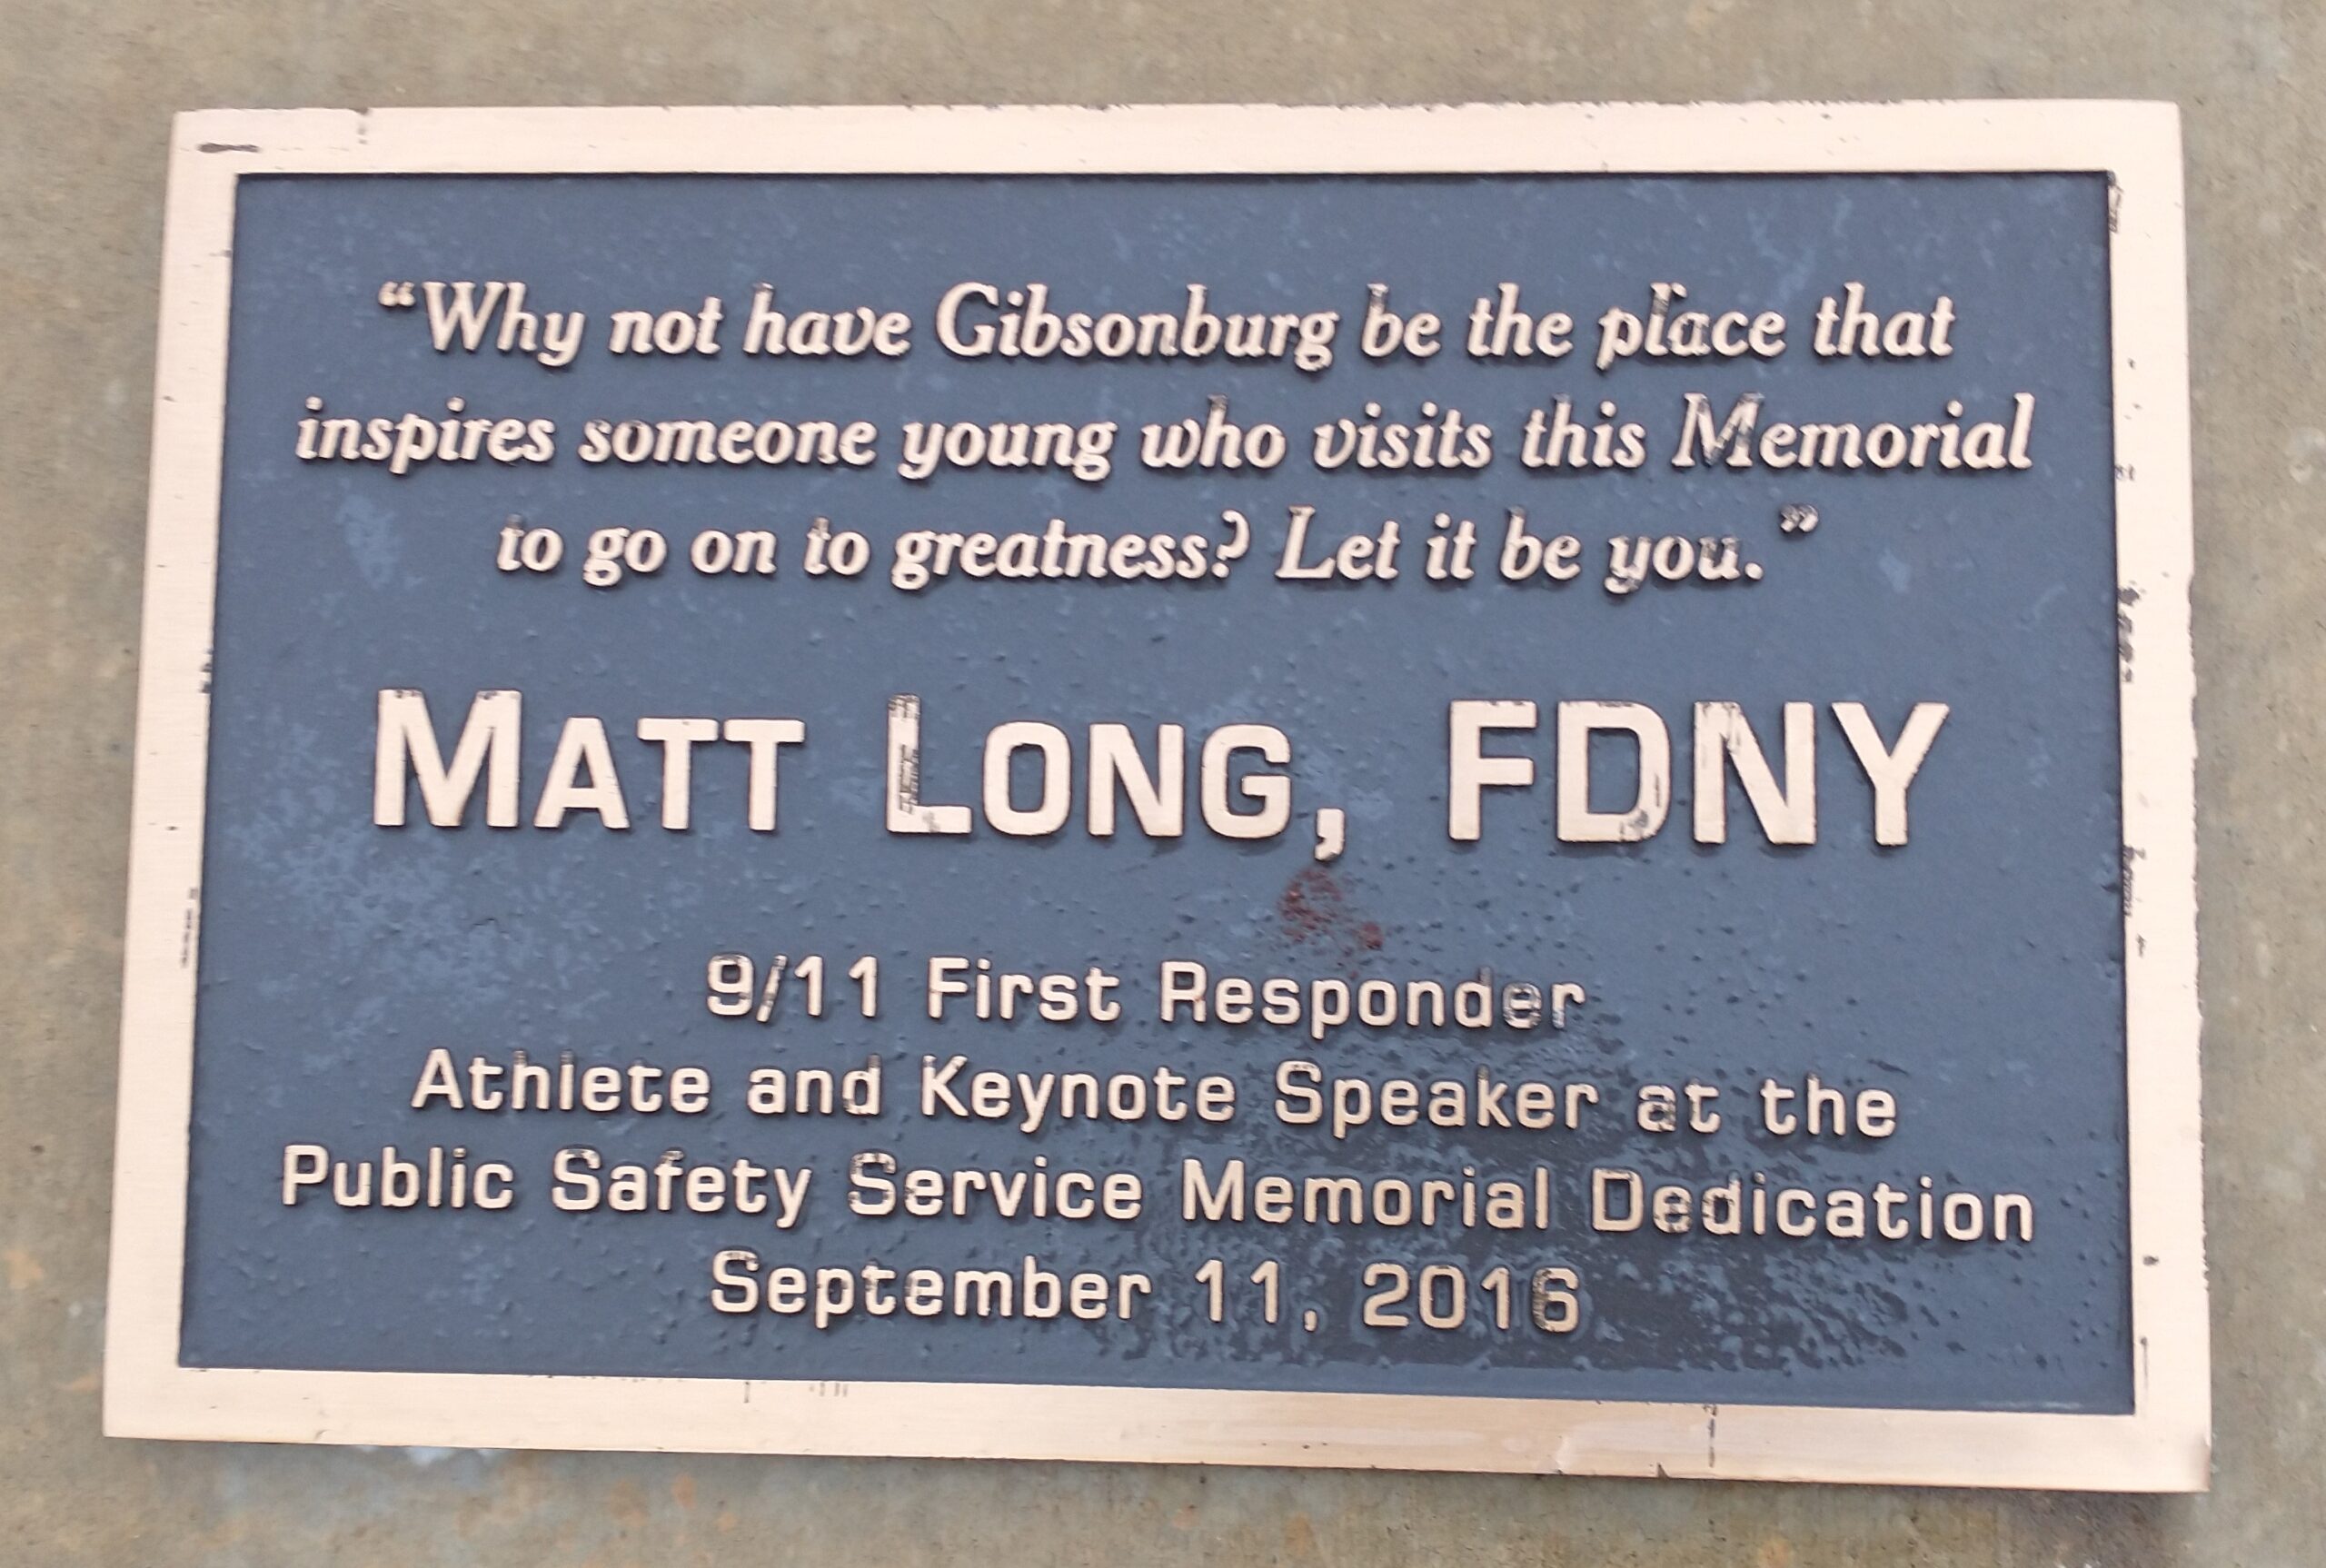 “Why not have Gibsonburg be the place that
inspires someone young who visits this Memorial
to go on to greatness? Let it be you.”
MATT LONG, FDNY
9/11 First Responder
Athlete and Keynote Speaker at the
Public Safety Service Memorial Dedication
September 11, 2016